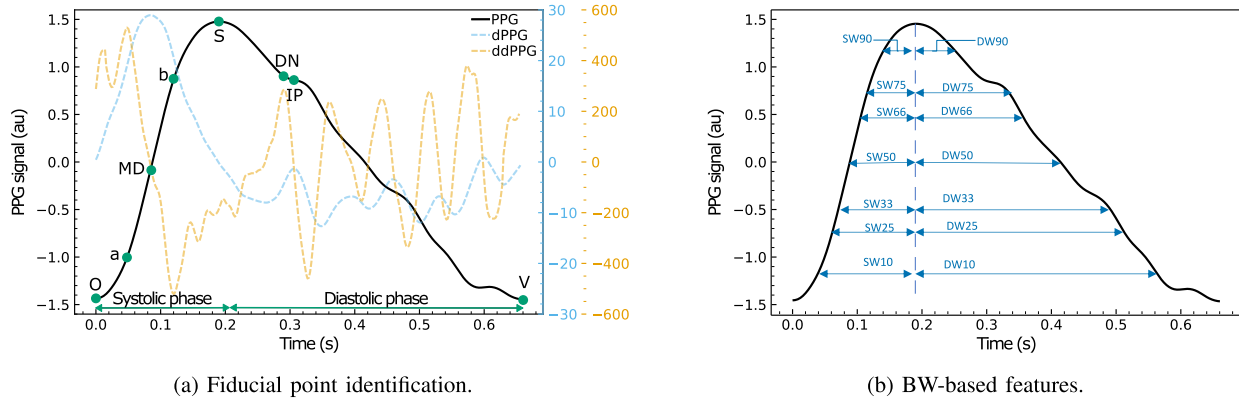 PPG
dPPG
ddPPG
S
DN
IP
b
MD
a
O
V
Systolic phase
Diastolic phase
1.5
1.0
0.5
0.0
−0.5
−1.0
−1.5
PPG signal (au)
30
20
10
0
−10
−20
−30
600
400
200
0
−200
−400
−600
0.0 0.1 0.2 0.3 0.4 0.5 0.6
Time (s)
(a) Fiducial point identification.
1.5
1.0
0.5
0.0
−0.5
−1.0
−1.5
PPG signal (au)
SW90 DW90
SW75 DW75
SW66 DW66
SW50 DW50
SW33 DW33
SW25 DW25
SW10 DW10
0.0 0.1 0.2 0.3 0.4 0.5 0.6
Time (s)
(b) BW-based features.